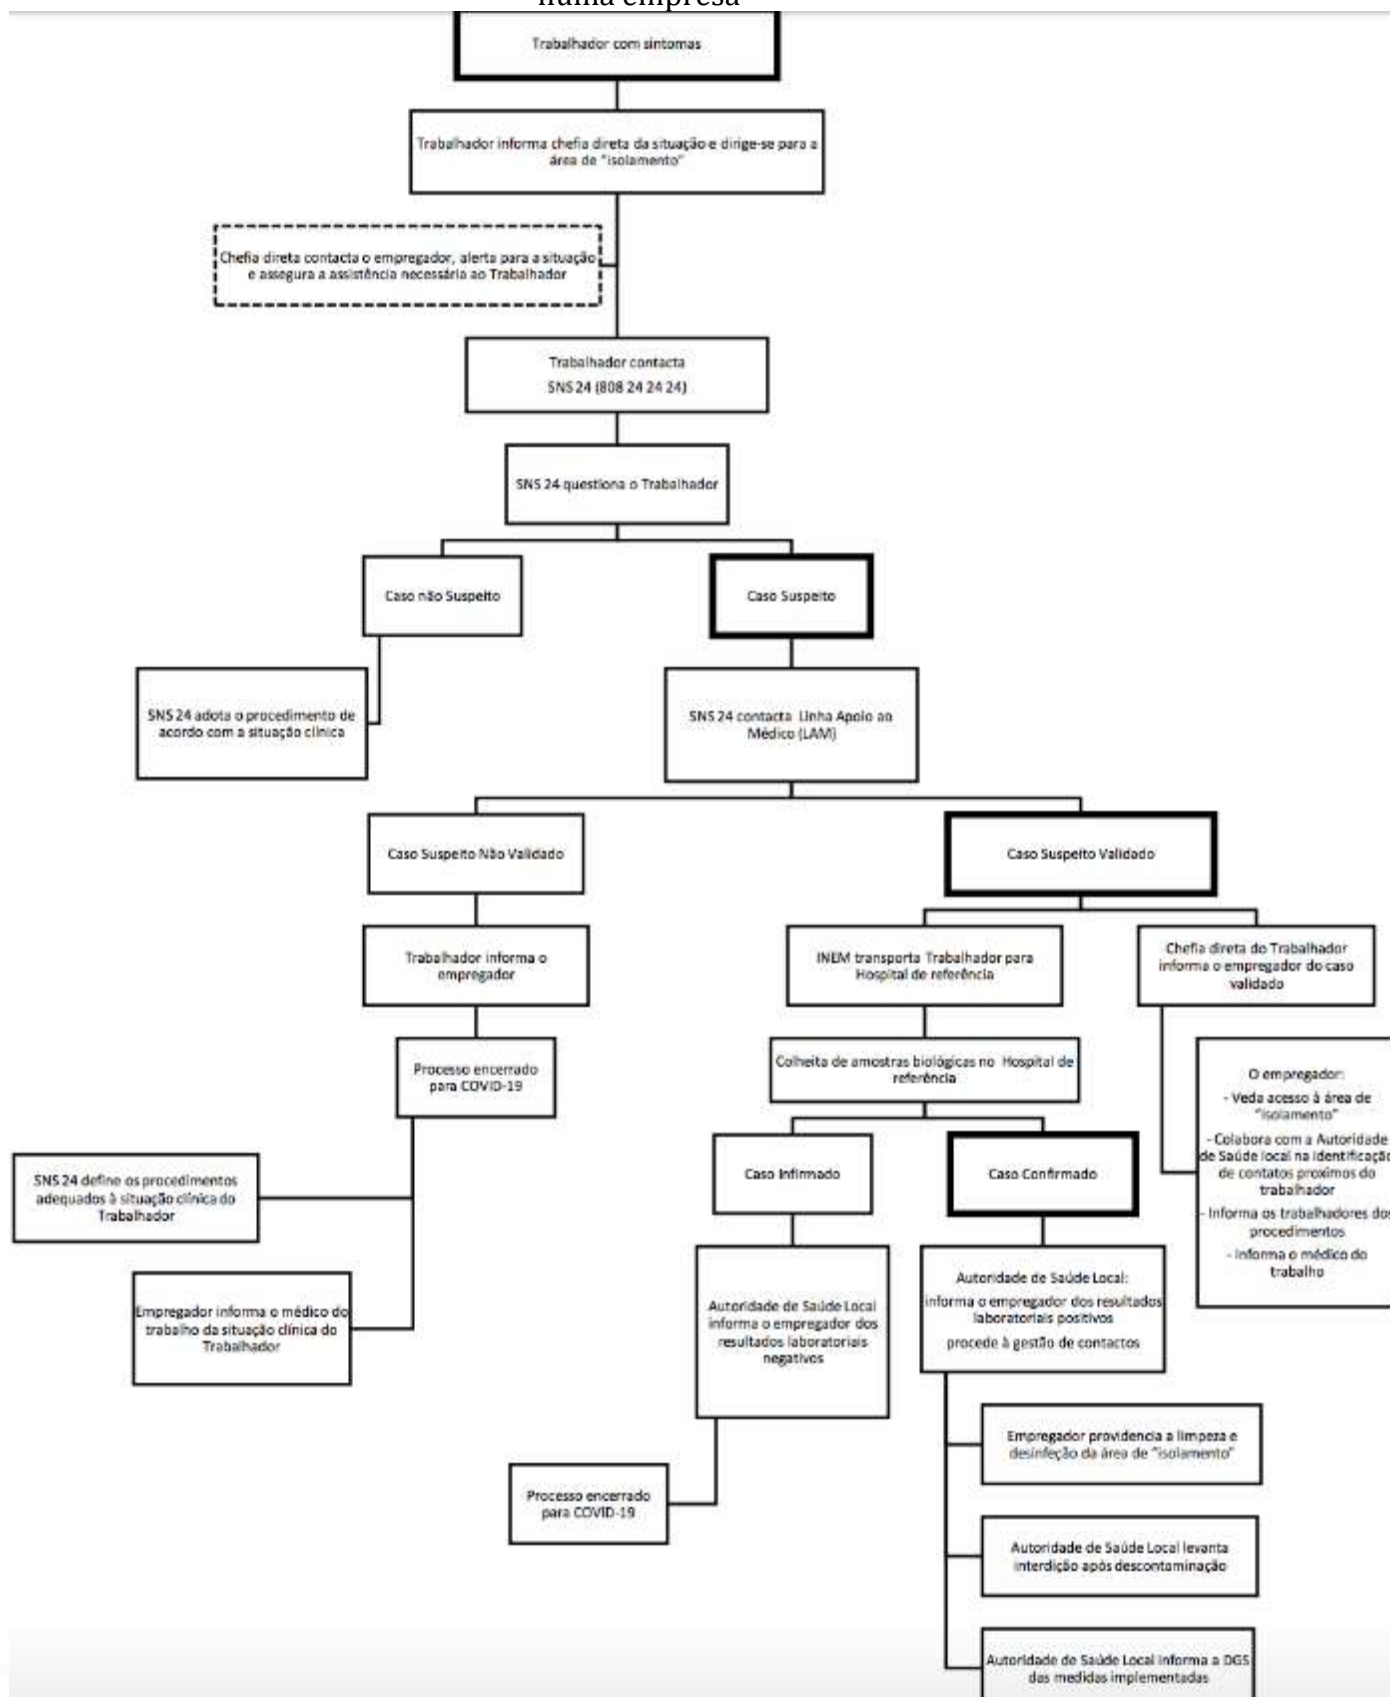 numa empresa
Trabalhador com sintomas
Trabalhador informa chefia direta da situação e dirige-se para a
área de "isolamento"
Chefia direta contacta o empregador, alerta para a situação
e assegura a assistência necessária ao Trabalhador
Trabalhador contacta
SNS 24 (808 24 24 24)
SNS 24 questiona o Trabalhador
Caso não Suspeito
Caso Suspeito
SNS 24 adota o procedimento de
acordo com a situação clínica
SNS 24 contacta Linha Apoio ao
Médico (LAM)
Caso Suspeito Não Validado
Caso Suspeito Validado
Trabalhador informa o
empregador
INEM transporta Trabalhador para
Hospital de referência
Chefia direta do Trabalhador
informa o empregador do caso
validado
Processo encerrado
para COVID-19
Colheita de amostras biológicas no Hospital de
referência
O empregador:
- Veda acesso à área de
"isolamento"
- Colabora com a Autoridade
de Saúde local na identificação
de contatos proximos do
trabalhador
- Informa os trabalhadores dos
procedimentos
- Informa o médico do
trabalho
SNS 24 define os procedimentos
adequados à situação clínica do
Trabalhador
Caso Infirmado
Caso Confirmado
Empregador informa o médico do
trabalho da situação clínica do
Trabalhador
Autoridade de Saúde Local
informa o empregador dos
resultados laboratoriais
negativos
Autoridade de Saúde Local:
informa o empregador dos resultados
laboratoriais positivos
procede à gestão de contactos
Processo encerrado
para COVID-19
Empregador providencia a limpeza e
desinfeção da área de "isolamento"
Autoridade de Saúde Local levanta
interdição após descontaminação
Autoridade de Saúde Local informa a DGS
das medidas implementadas